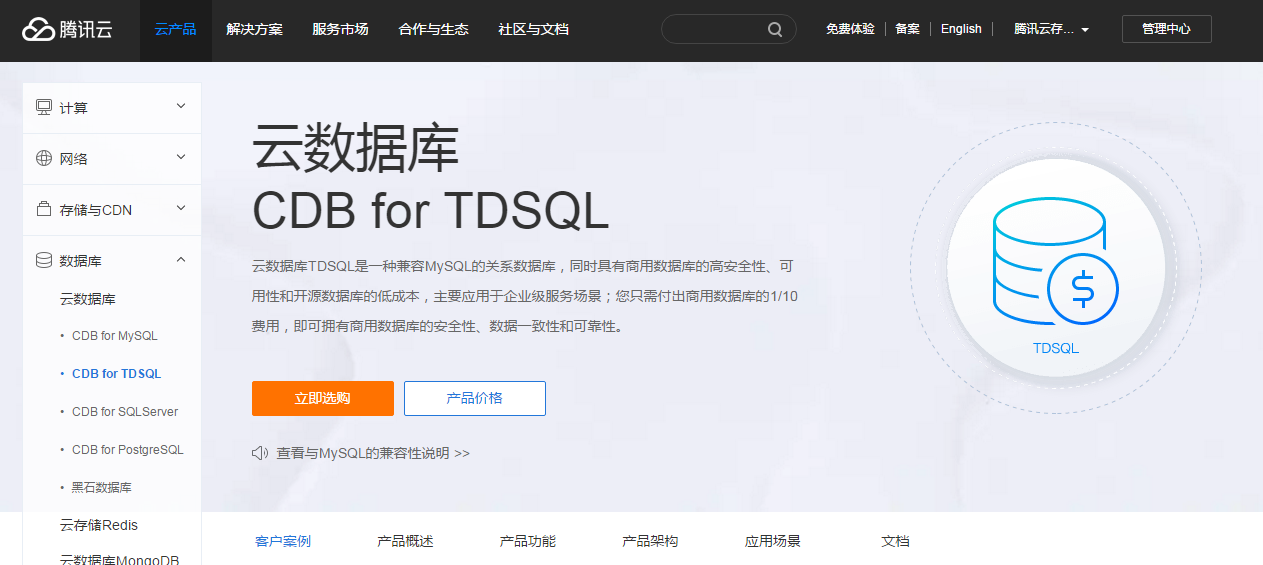 腾讯云
云产品
解决方案
服务市场
合作与生态
社区与文档
免费体验
备案
English
腾讯云存...
管理中心
计算
网络
存储与CDN
数据库
云数据库
• CDB for MySQL
• CDB for TDSQL
• CDB for SQLServer
• CDB for PostgreSQL
• 黑石数据库
云存储Redis
云数据库MongoDB
云数据库
CDB for TDSQL
云数据库TDSQL是一种兼容MySQL的关系数据库，同时具有商用数据库的高安全性、可
用性和开源数据库的低成本，主要应用于企业级服务场景；您只需付出商用数据库的1/10
费用，即可拥有商用数据库的安全性、数据一致性和可靠性。
立即选购
产品价格
查看与MySQL的兼容性说明 >>
TDSQL
客户案例
产品概述
产品功能
产品架构
应用场景
文档